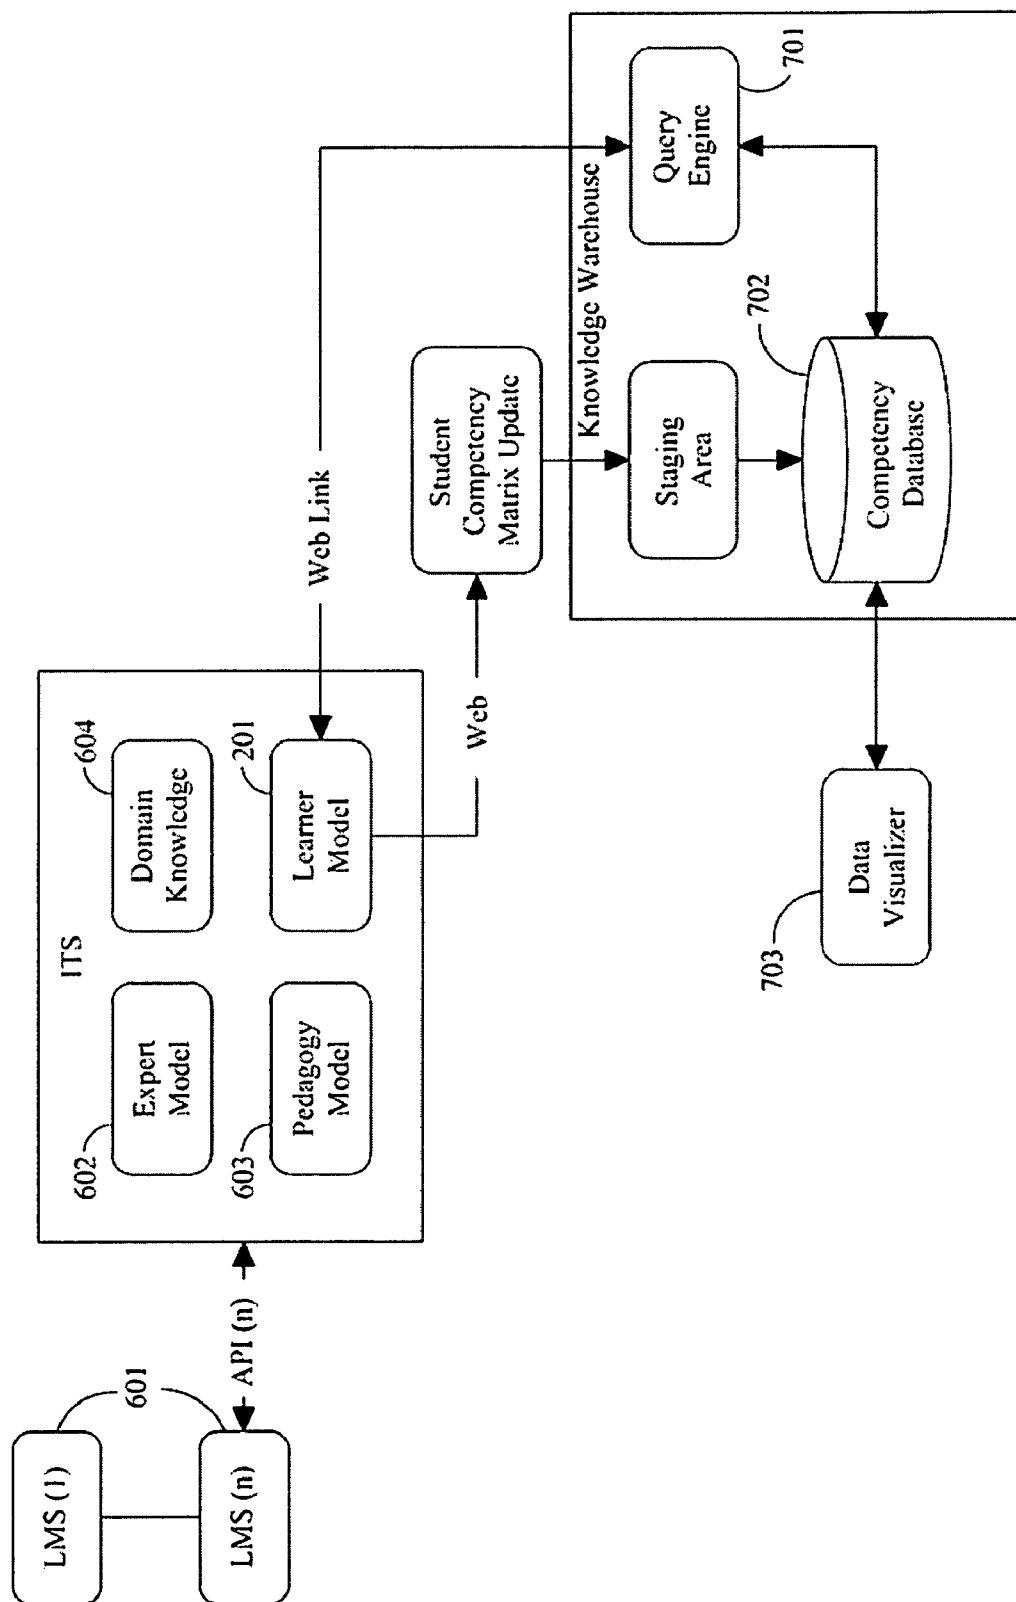 LMS (1)
601
LMS (n)
API (n)
ITS
602
Expert
Model
604
Domain
Knowledge
603
Pedagogy
Model
201
Learner
Model
Web Link
Web
Student
Competency
Matrix Update
Knowledge Warhouse
Staging
Area
Query
Engine
701
702
Competency
Database
703
Data
Visualizer